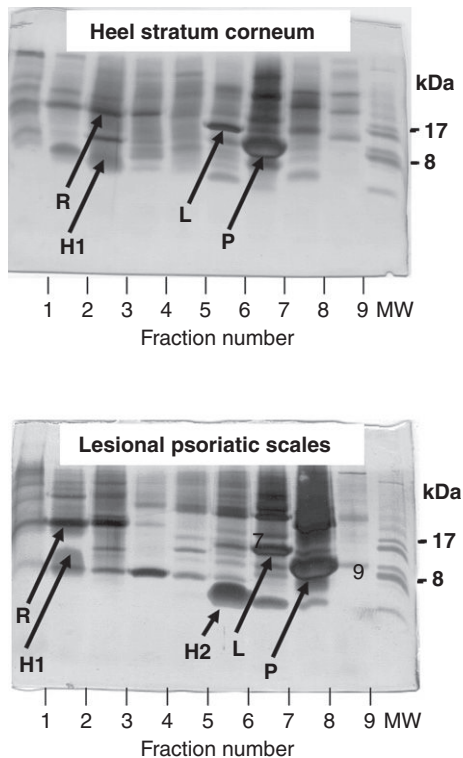 Heel stratum corneum
kDa
- 17
- 8
R
H1
L
P
1 2 3 4 5 6 7 8 9 MW
Fraction number
Lesional psoriatic scales
kDa
7
- 17
9
- 8
R
H1
H2
L
P
1 2 3 4 5 6 7 8 9 MW
Fraction number